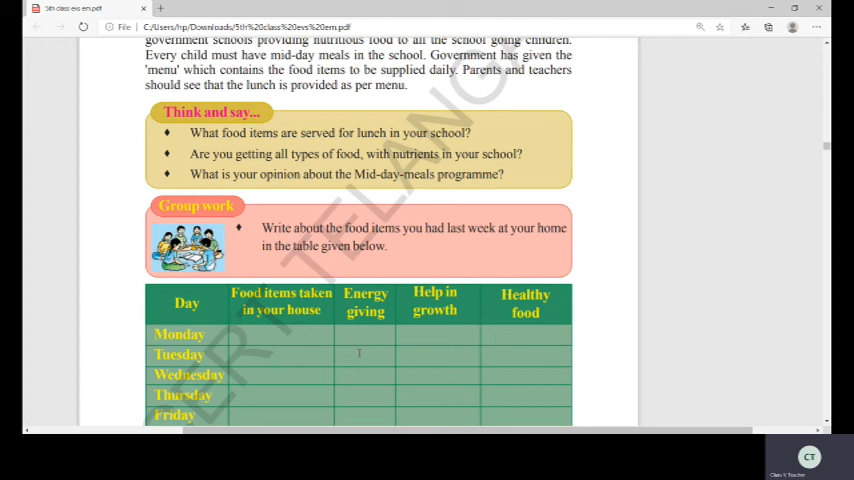 5th class evs em.pdf
File
C:/Users/hp/Downloads/5th%20class%20evs%20em.pdf
government schools providing nutritious food to all the school going children.
Every child must have mid-day meals in the school. Government has given the
'menu' which contains the food items to be supplied daily. Parents and teachers
should see that the lunch is provided as per menu.
Think and say...
♦ What food items are served for lunch in your school?
♦ Are you getting all types of food, with nutrients in your school?
♦ What is your opinion about the Mid-day-meals programme?
Group work
♦ Write about the food items you had last week at your home
in the table given below.
Day
Food items taken
in your house
Energy
giving
Help in
growth
Healthy
food
Monday
Tuesday
Wednesday
Thursday
Friday
CT